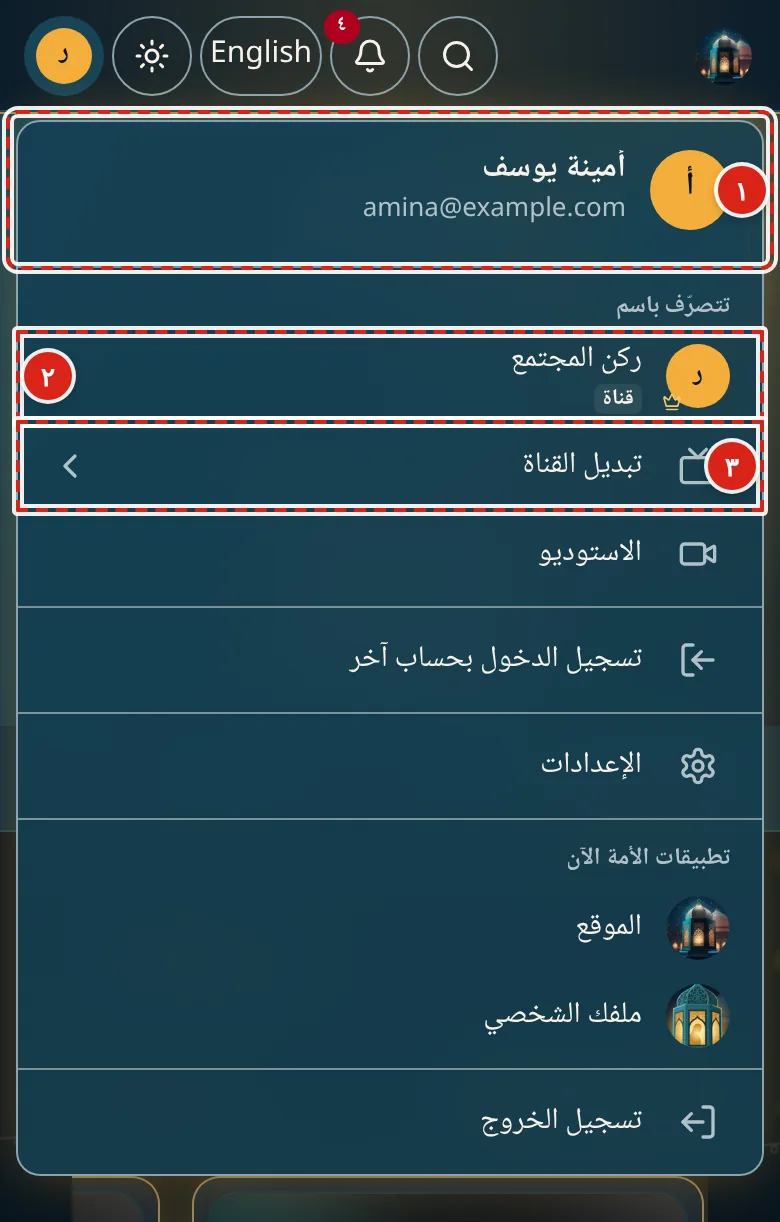 ر
English
٤
أمينة يوسف
أ
١
amina@example.com
تتصرّف باسم
ركن المجتمع
ر
قناة
٢
تبديل القناة
٣
الاستوديو
تسجيل الدخول بحساب آخر
الإعدادات
تطبيقات الأمة الآن
الموقع
ملفك الشخصي
تسجيل الخروج